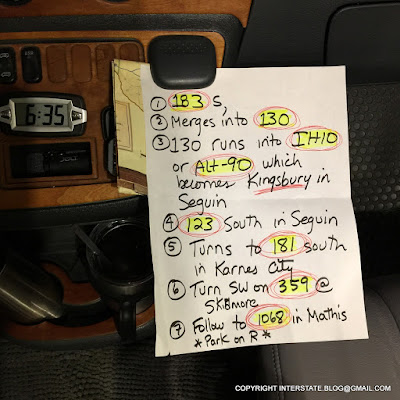 6:35
① 183 S,
② Merges into 130
③ 130 runs into IH10
or Alt-90 which
becomes Kingsbury in
Seguin
④ 123 South in Seguin
⑤ Turns to 181 south
in Karnes City
⑥ Turn SW on 359 @
Skidmore
⑦ Follow to 1068 in Mathis
*Park on R*
COPYRIGHT INTERSTATE.BLOG@GMAIL.COM